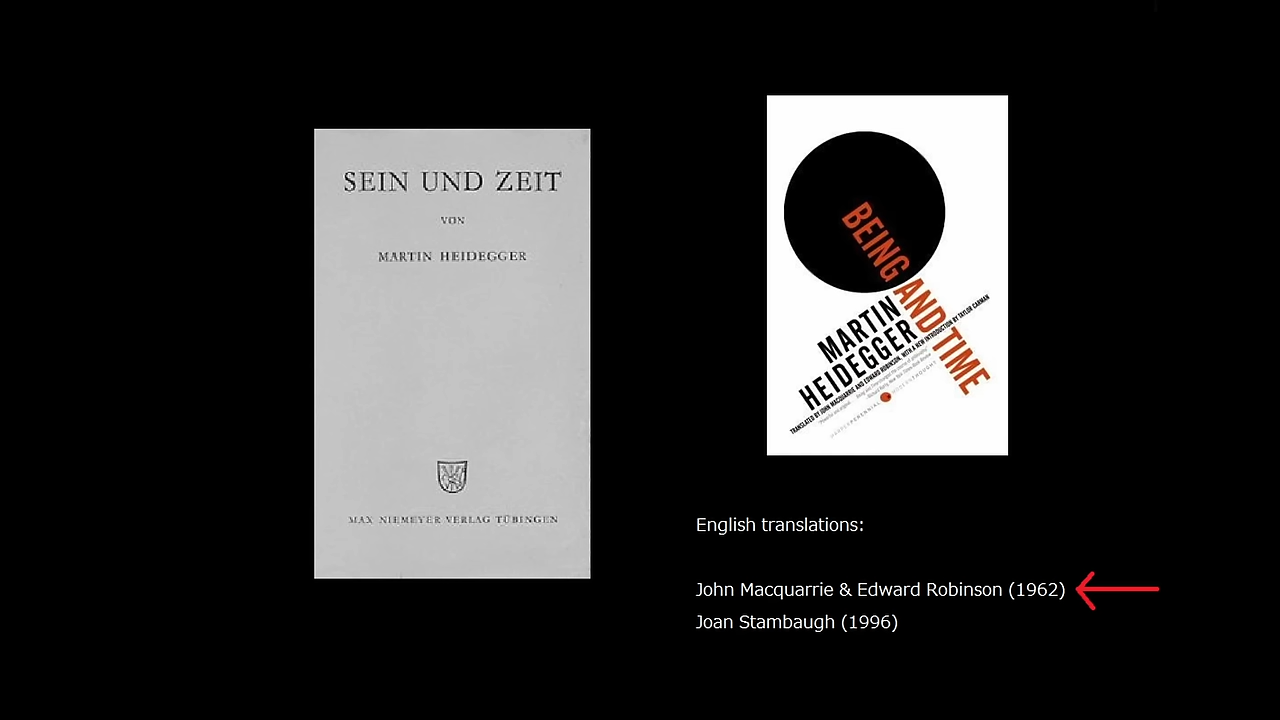 SEIN UND ZEIT
VON
MARTIN HEIDEGGER
MAX NIEMEYER VERLAG TÜBINGEN
BEING AND TIME
MARTIN
HEIDEGGER
TRANSLATED BY JOHN MACQUARRIE AND EDWARD ROBINSON, WITH A NEW INTRODUCTION BY TAYLOR CARMAN
HARPERPERENNIAL MODERNTHOUGHT
English translations:
John Macquarrie & Edward Robinson (1962)
Joan Stambaugh (1996)